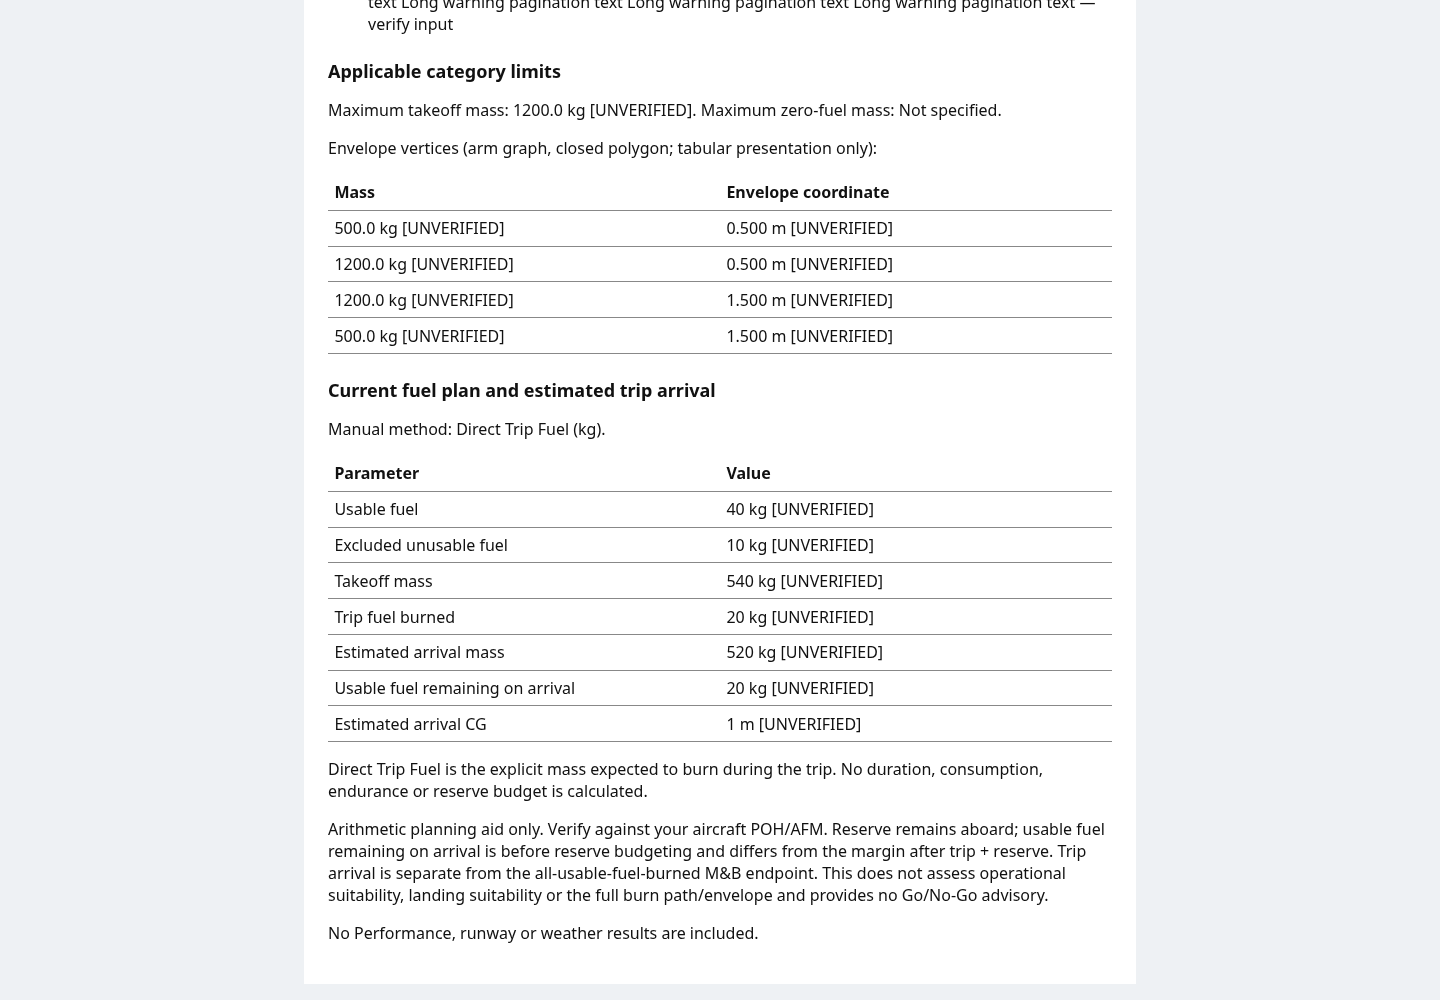 text Long warning pagination text Long warning pagination text Long warning pagination text —
verify input
Applicable category limits
Maximum takeoff mass: 1200.0 kg [UNVERIFIED]. Maximum zero-fuel mass: Not specified.
Envelope vertices (arm graph, closed polygon; tabular presentation only):
Mass Envelope coordinate
500.0 kg [UNVERIFIED] 0.500 m [UNVERIFIED]
1200.0 kg [UNVERIFIED] 0.500 m [UNVERIFIED]
1200.0 kg [UNVERIFIED] 1.500 m [UNVERIFIED]
500.0 kg [UNVERIFIED] 1.500 m [UNVERIFIED]
Current fuel plan and estimated trip arrival
Manual method: Direct Trip Fuel (kg).
Parameter Value
Usable fuel 40 kg [UNVERIFIED]
Excluded unusable fuel 10 kg [UNVERIFIED]
Takeoff mass 540 kg [UNVERIFIED]
Trip fuel burned 20 kg [UNVERIFIED]
Estimated arrival mass 520 kg [UNVERIFIED]
Usable fuel remaining on arrival 20 kg [UNVERIFIED]
Estimated arrival CG 1 m [UNVERIFIED]
Direct Trip Fuel is the explicit mass expected to burn during the trip. No duration, consumption,
endurance or reserve budget is calculated.
Arithmetic planning aid only. Verify against your aircraft POH/AFM. Reserve remains aboard; usable fuel
remaining on arrival is before reserve budgeting and differs from the margin after trip + reserve. Trip
arrival is separate from the all-usable-fuel-burned M&B endpoint. This does not assess operational
suitability, landing suitability or the full burn path/envelope and provides no Go/No-Go advisory.
No Performance, runway or weather results are included.